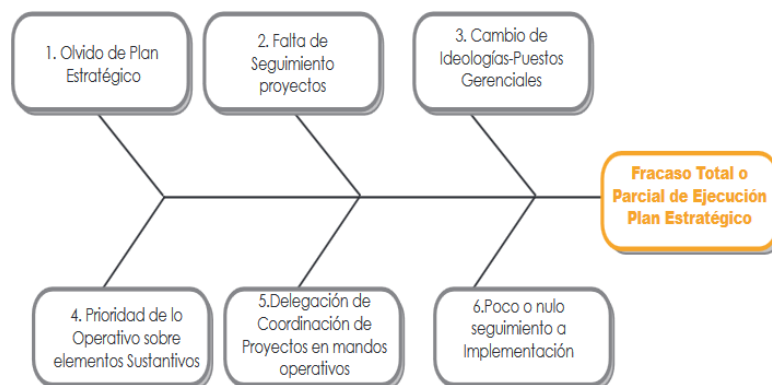 1. Olvido de Plan
Estratégico
2. Falta de
Seguimiento
proyectos
3. Cambio de
Ideologías-Puestos
Gerenciales
Fracaso Total o
Parcial de Ejecución
Plan Estratégico
4. Prioridad de lo
Operativo sobre
elementos Sustantivos
5.Delegación de
Coordinación de
Proyectos en mandos
operativos
6.Poco o nulo
seguimiento a
Implementación